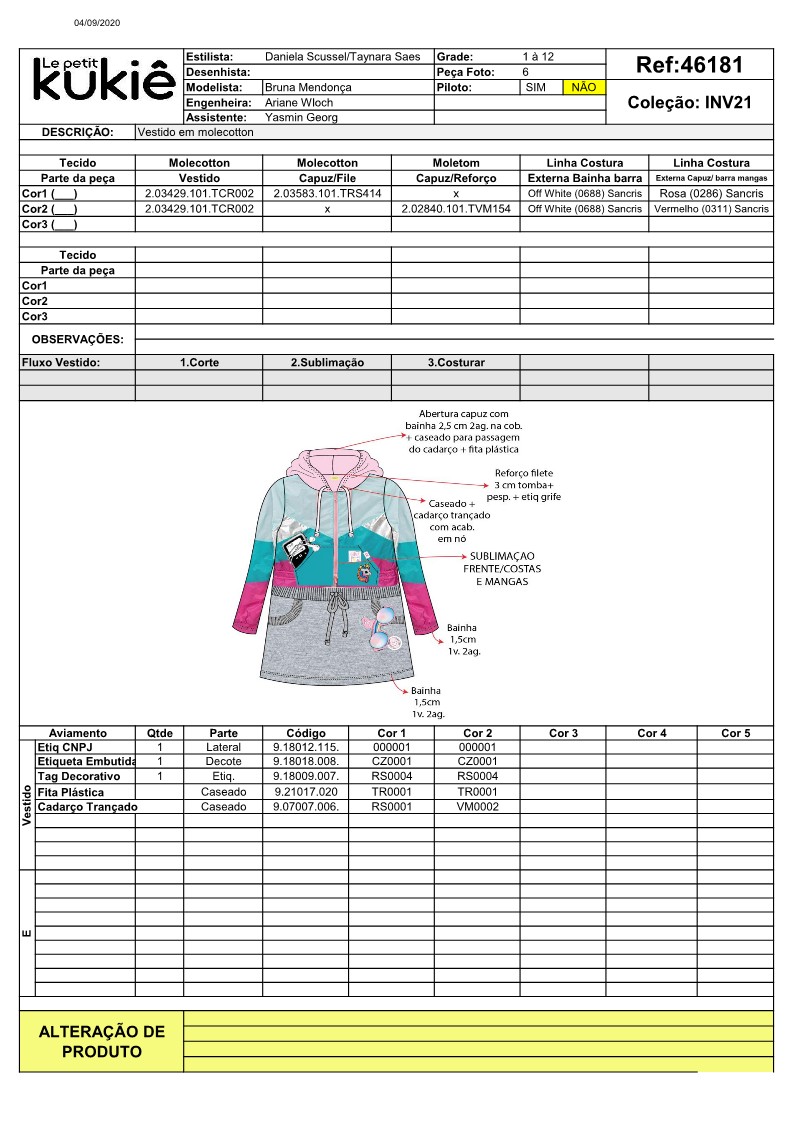 04/09/2020
Le petit
kukiê
Estilista: Daniela Scussel/Taynara Saes Grade: 1 à 12
Desenhista: Peça Foto: 6
Modelista: Bruna Mendonça Piloto: SIM NÃO
Engenheira: Ariane Wloch
Assistente: Yasmin Georg
Ref:46181
Coleção: INV21
DESCRIÇÃO: Vestido em molecotton
Tecido Molecotton Molecotton Moletom Linha Costura Linha Costura
Parte da peça Vestido Capuz/File Capuz/Reforço Externa Bainha barra Externa Capuz/ barra mangas
Cor1 (___) 2.03429.101.TCR002 2.03583.101.TRS414 x Off White (0688) Sancris Rosa (0286) Sancris
Cor2 (___) 2.03429.101.TCR002 x 2.02840.101.TVM154 Off White (0688) Sancris Vermelho (0311) Sancris
Cor3 (___)
Tecido
Parte da peça
Cor1
Cor2
Cor3
OBSERVAÇÕES:
Fluxo Vestido: 1.Corte 2.Sublimação 3.Costurar
Abertura capuz com
bainha 2,5 cm 2ag. na cob.
+ caseado para passagem
do cadarço + fita plástica
Reforço filete
3 cm tomba+
pesp. + etiq grife
Caseado +
cadarço trançado
com acab.
em nó
SUBLIMAÇAO
FRENTE/COSTAS
E MANGAS
Bainha
1,5cm
1v. 2ag.
Bainha
1,5cm
1v. 2ag.
Aviamento Qtde Parte Código Cor 1 Cor 2 Cor 3 Cor 4 Cor 5
Vestido
Etiq CNPJ 1 Lateral 9.18012.115. 000001 000001
Etiqueta Embutida 1 Decote 9.18018.008. CZ0001 CZ0001
Tag Decorativo 1 Etiq. 9.18009.007. RS0004 RS0004
Fita Plástica Caseado 9.21017.020 TR0001 TR0001
Cadarço Trançado Caseado 9.07007.006. RS0001 VM0002
E
ALTERAÇÃO DE
PRODUTO